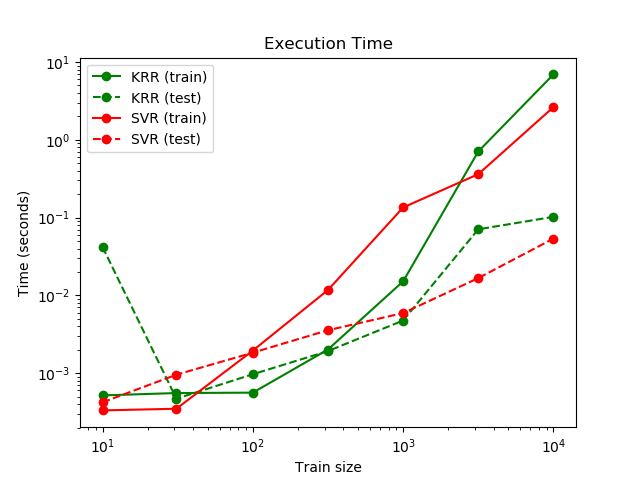 Execution Time
KRR (train)
KRR (test)
SVR (train)
SVR (test)
Time (seconds)
10¹
10⁰
10⁻¹
10⁻²
10⁻³
10¹
10²
10³
10⁴
Train size